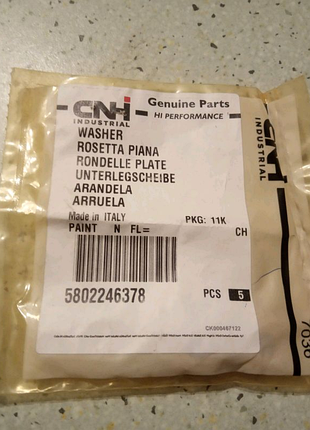 CNH
INDUSTRIAL
Genuine Parts
HI PERFORMANCE
WASHER
ROSETTA PIANA
RONDELLE PLATE
UNTERLEGSCHEIBE
ARANDELA
ARRUELA
Made in ITALY
PKG: 11K
PAINT N FL=
CH
5802246378
PCS 5
CNH
INDUSTRIAL